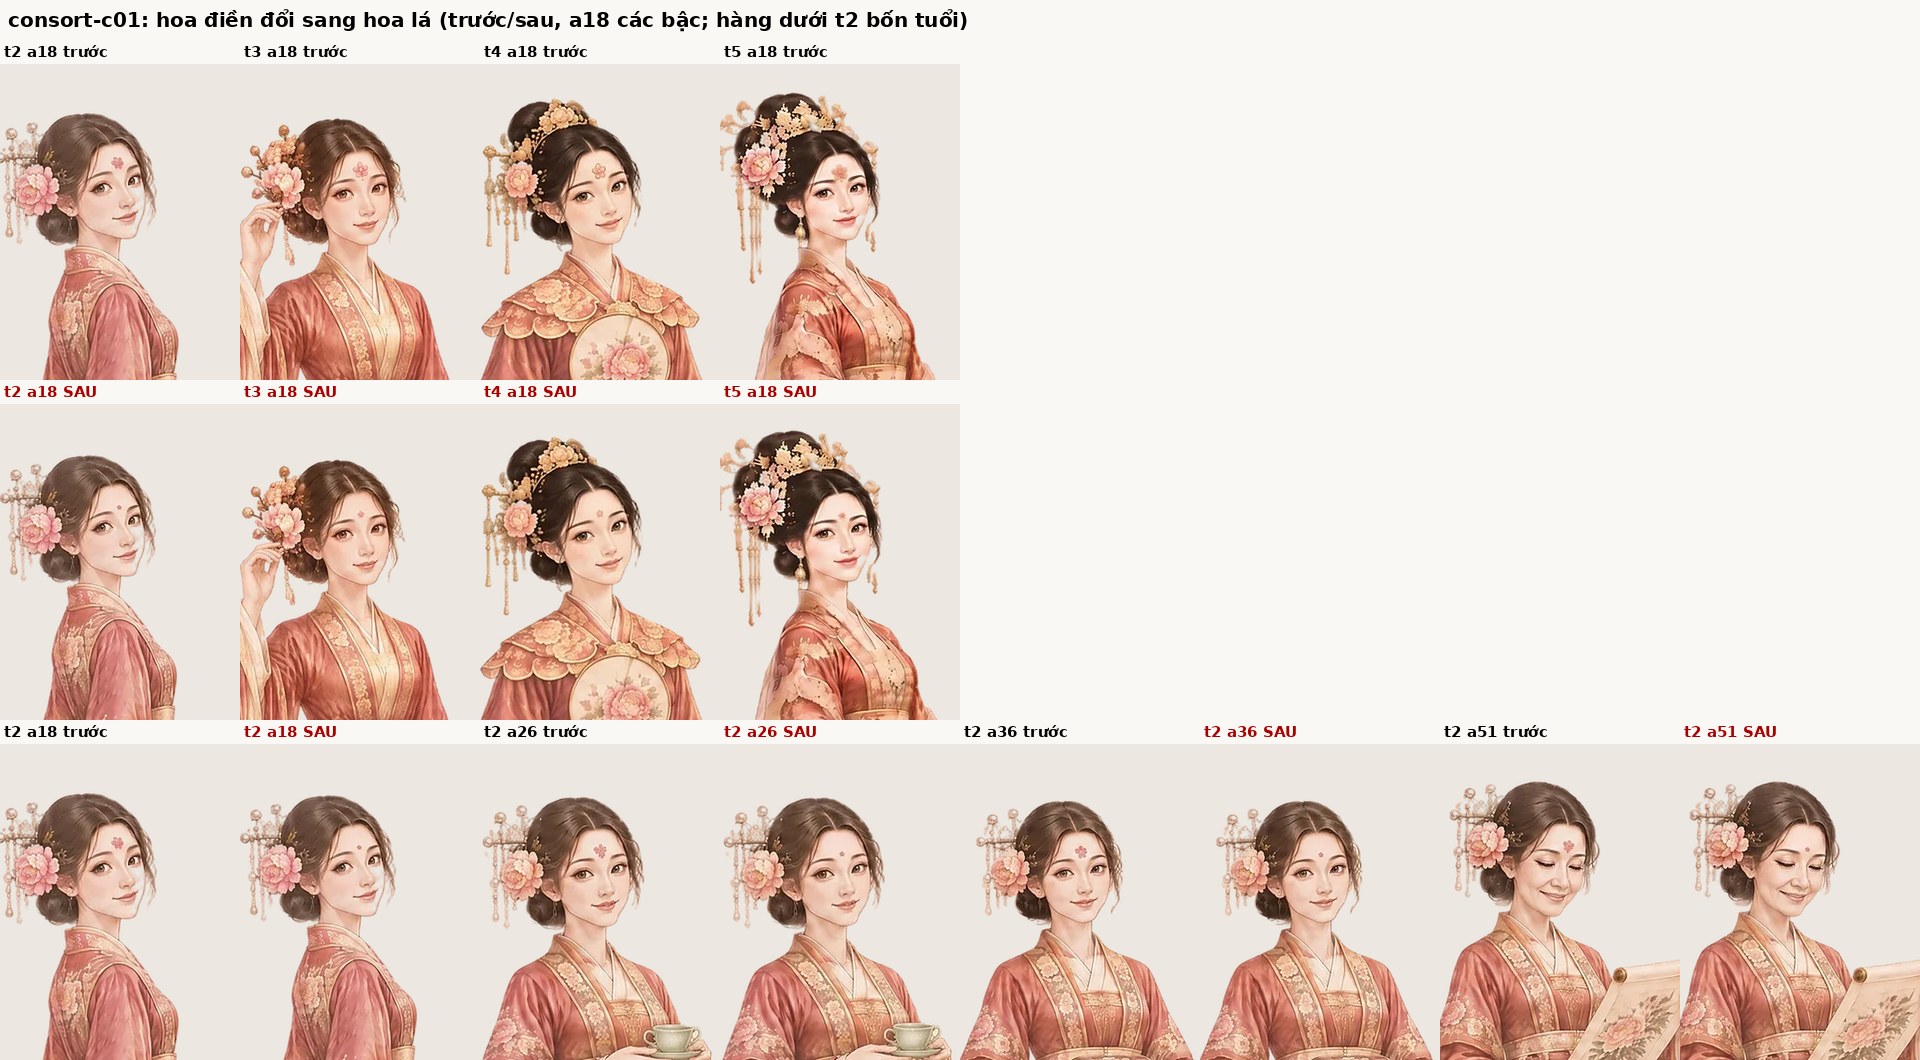 consort-c01: hoa điền đổi sang hoa lá (trước/sau, a18 các bậc; hàng dưới t2 bốn tuổi)
t2 a18 trước
t3 a18 trước
t4 a18 trước
t5 a18 trước
t2 a18 SAU
t3 a18 SAU
t4 a18 SAU
t5 a18 SAU
t2 a18 trước
t2 a18 SAU
t2 a26 trước
t2 a26 SAU
t2 a36 trước
t2 a36 SAU
t2 a51 trước
t2 a51 SAU